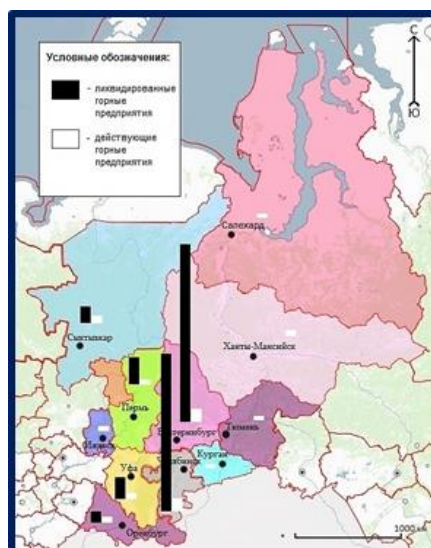 С
Условные обозначения:
- ликвидированные
горные
предприятия
- действующие
горные
предприятия
Ю
Салехард
Сыктывкар
Ханты-Мансийск
Пермь
Екатеринбург
Тюмень
Ижевск
Уфа
Челябинск
Курган
Оренбург
1000 км